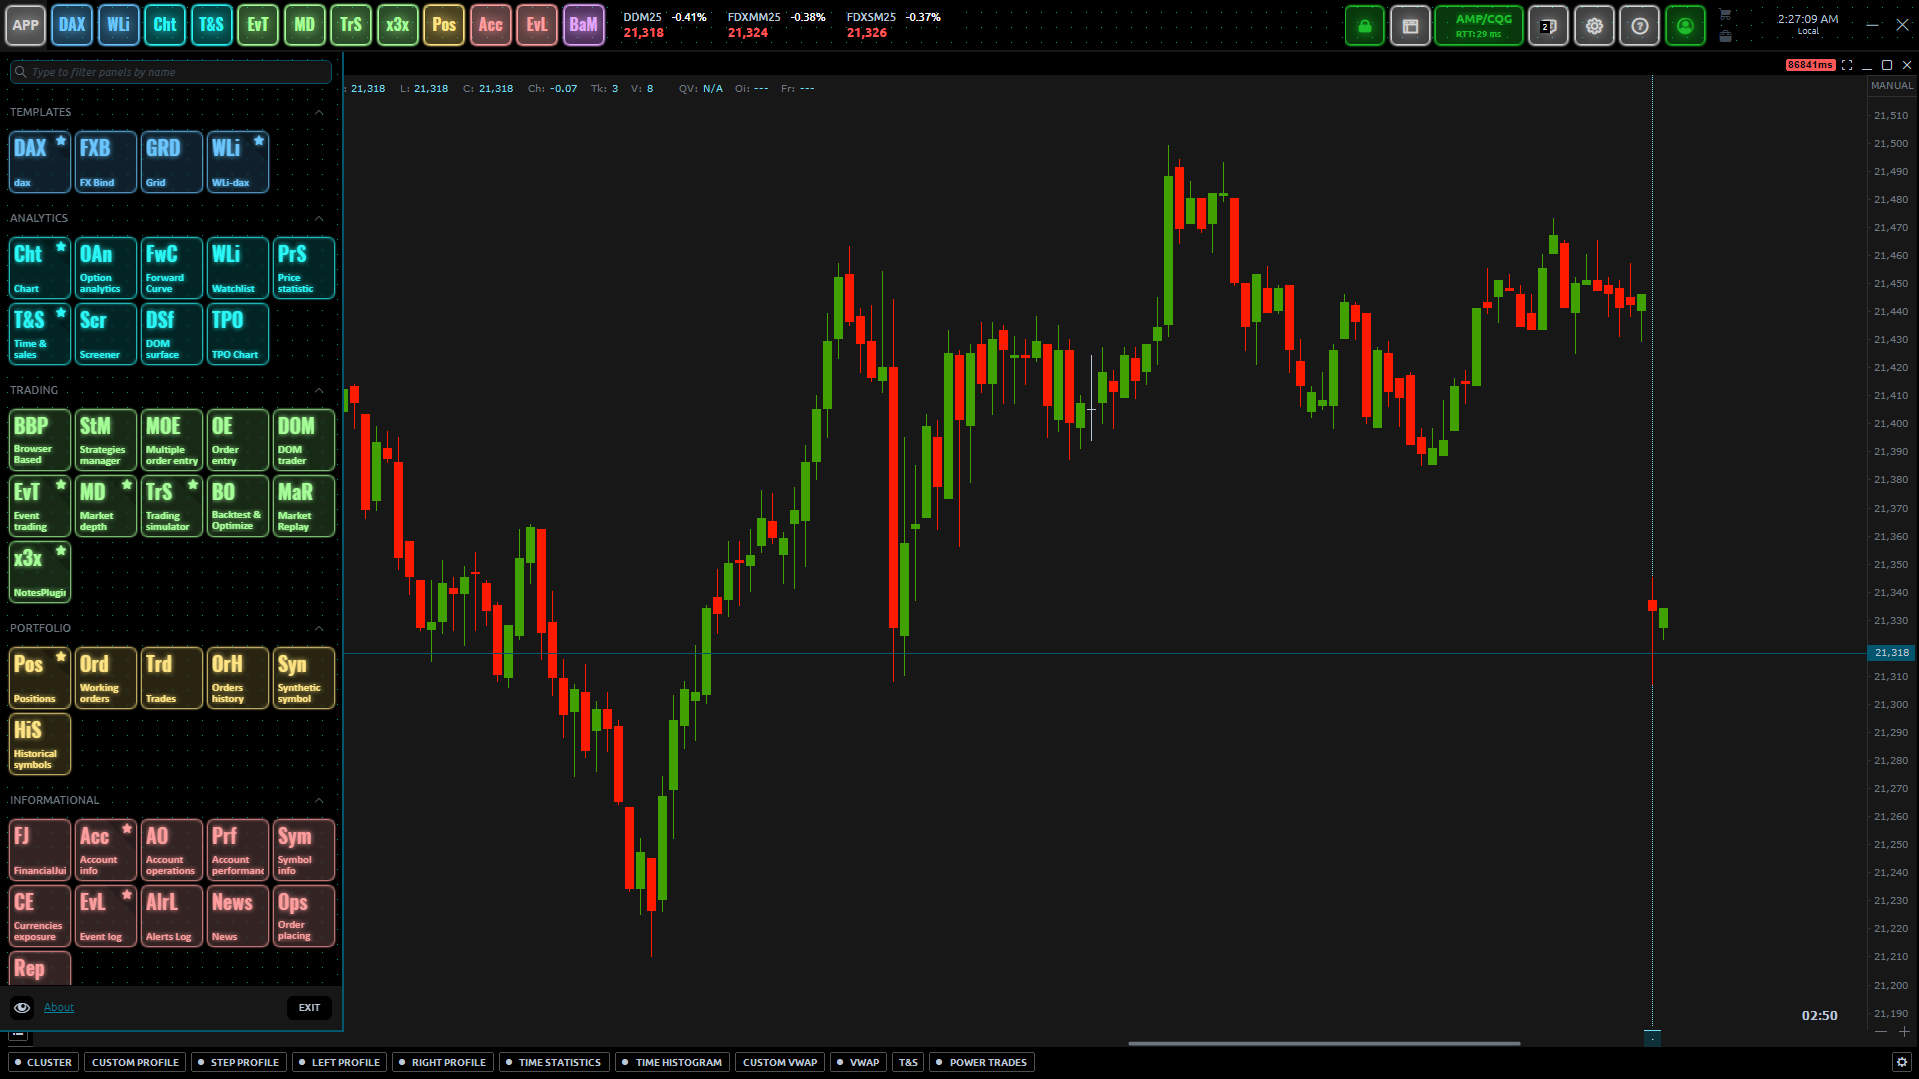 APP DAX WLi Cht T&S EvT MD TrS x3x Pos Acc EvL BaM
DDM25 -0.41% FDXMM25 -0.38% FDXSM25 -0.37%
21,318 21,324 21,326
AMP/CQG
RTT: 29 ms
2
?
2:27:09 AM
Local
Type to filter panels by name
86841ms
: 21,318 L: 21,318 C: 21,318 Ch: -0.07 Tk: 3 V: 8 QV: N/A Oi: --- Fr: ---
MANUAL
TEMPLATES
DAX FXB GRD WLi
dax FX Bind Grid WLi-dax
ANALYTICS
Cht OAn FwC WLi PrS
Chart Option analytics Forward Curve Watchlist Price statistic
T&S Scr DSf TPO
Time & sales Screener DOM surface TPO Chart
TRADING
BBP StM MOE OE DOM
Browser Based Strategies manager Multiple order entry Order entry DOM trader
EvT MD TrS BO MaR
Event trading Market depth Trading simulator Backtest & Optimize Market Replay
x3x
NotesPlugin
PORTFOLIO
Pos Ord Trd OrH Syn
Positions Working orders Trades Orders history Synthetic symbol
HiS
Historical symbols
INFORMATIONAL
FJ Acc AO Prf Sym
FinancialJui Account info Account operations Account performanc Symbol info
CE EvL AlrL News Ops
Currencies exposure Event log Alerts Log News Order placing
Rep
About
EXIT
21,510
21,500
21,490
21,480
21,470
21,460
21,450
21,440
21,430
21,420
21,410
21,400
21,390
21,380
21,370
21,360
21,350
21,340
21,330
21,318
21,310
21,300
21,290
21,280
21,270
21,260
21,250
21,240
21,230
21,220
21,210
21,200
21,190
02:50
CLUSTER CUSTOM PROFILE STEP PROFILE LEFT PROFILE RIGHT PROFILE TIME STATISTICS TIME HISTOGRAM CUSTOM VWAP VWAP T&S POWER TRADES